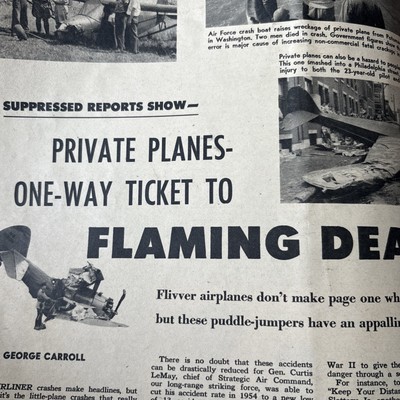 Air Force crash boat raises wreckage of private plane from
in Washington. Two men died in crash. Government figures
error is major cause of increasing non-commercial fatal
Private planes can also be a hazard to
This one smashed into a Philadelphia
injury to both the 23-year-old pilot
SUPPRESSED REPORTS SHOW—
PRIVATE PLANES-
ONE-WAY TICKET TO
FLAMING DEA
Flivver airplanes don't make page one wh
but these puddle-jumpers have an appallin
GEORGE CARROLL
IRLINER crashes make headlines, but
it's the little-plane crashes that really
There is no doubt that these accidents
can be drastically reduced for Gen. Curtis
LeMay, chief of Strategic Air Command,
our long-range striking force, was able to
cut his accident rate in 1954 to a new low
War II to give the
danger through a s
For instance, to
"Keep Your Distan